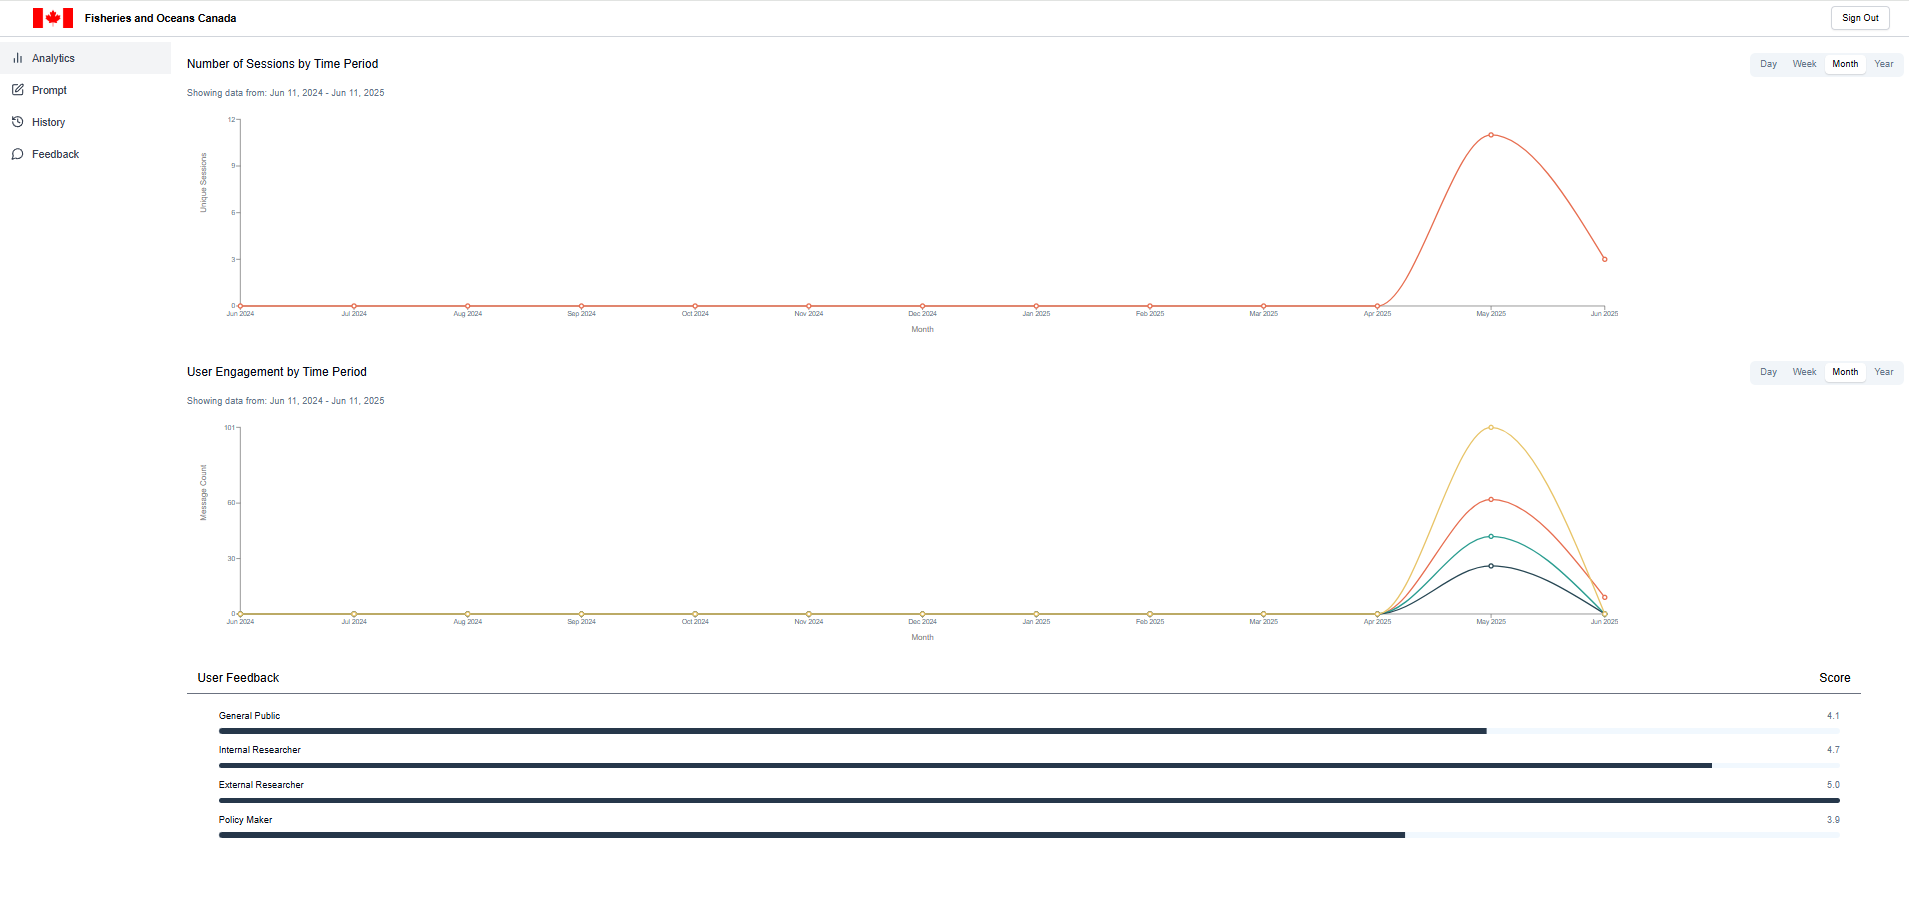 Fisheries and Oceans Canada
Sign Out
Analytics
Prompt
History
Feedback
Number of Sessions by Time Period
Day Week Month Year
Showing data from: Jun 11, 2024 - Jun 11, 2025
12
9
6
3
0
Unique Sessions
Jun 2024 Jul 2024 Aug 2024 Sep 2024 Oct 2024 Nov 2024 Dec 2024 Jan 2025 Feb 2025 Mar 2025 Apr 2025 May 2025 Jun 2025
Month
User Engagement by Time Period
Day Week Month Year
Showing data from: Jun 11, 2024 - Jun 11, 2025
101
60
30
0
Message Count
Jun 2024 Jul 2024 Aug 2024 Sep 2024 Oct 2024 Nov 2024 Dec 2024 Jan 2025 Feb 2025 Mar 2025 Apr 2025 May 2025 Jun 2025
Month
User Feedback Score
General Public 4.1
Internal Researcher 4.7
External Researcher 5.0
Policy Maker 3.9